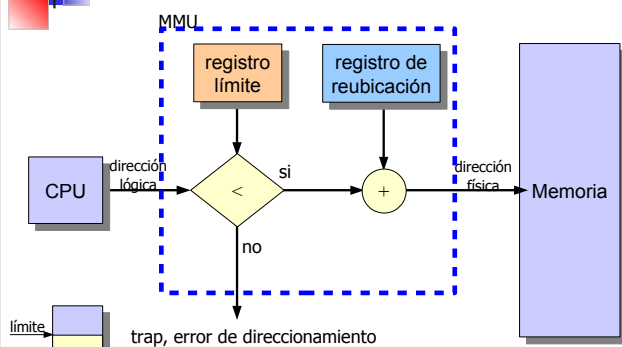 MMU
registro
límite
registro de
reubicación
CPU
dirección
lógica
<
si
+
dirección
física
Memoria
no
límite
trap, error de direccionamiento